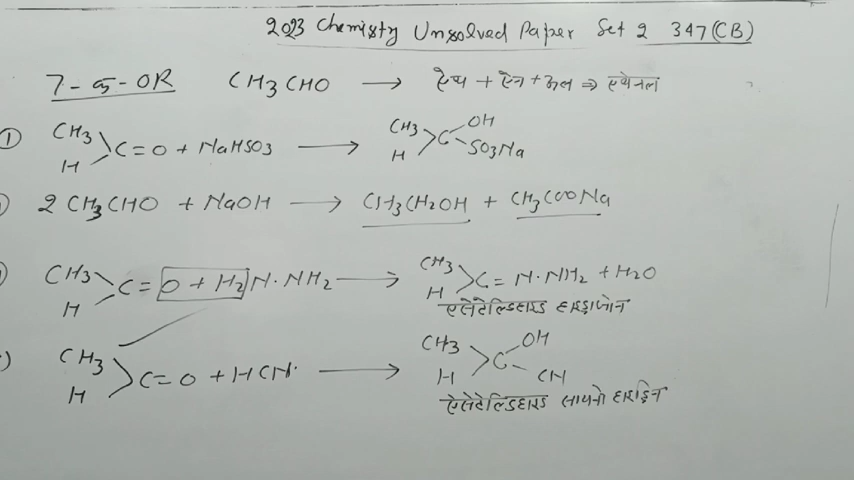 2023 Chemistry Unsolved Paper Set 2 347(CB)
7-क-OR CH3CHO → ऐथ + ऐन + अल ⇒ एथेनल
① CH3 H >C=O + NaHSO3 → CH3 H >C< OH SO3Na
) 2 CH3CHO + NaOH → CH3CH2OH + CH3COONa
) CH3 H >C=O + H2N·NH2 → CH3 H >C=N·NH2 + H2O
एसेटेल्डिहाइड हाइड्राजोन
) CH3 H >C=O + HCN → CH3 H >C< OH CN
ऐसेटेल्डिहाइड सायनो हाइड्रिन